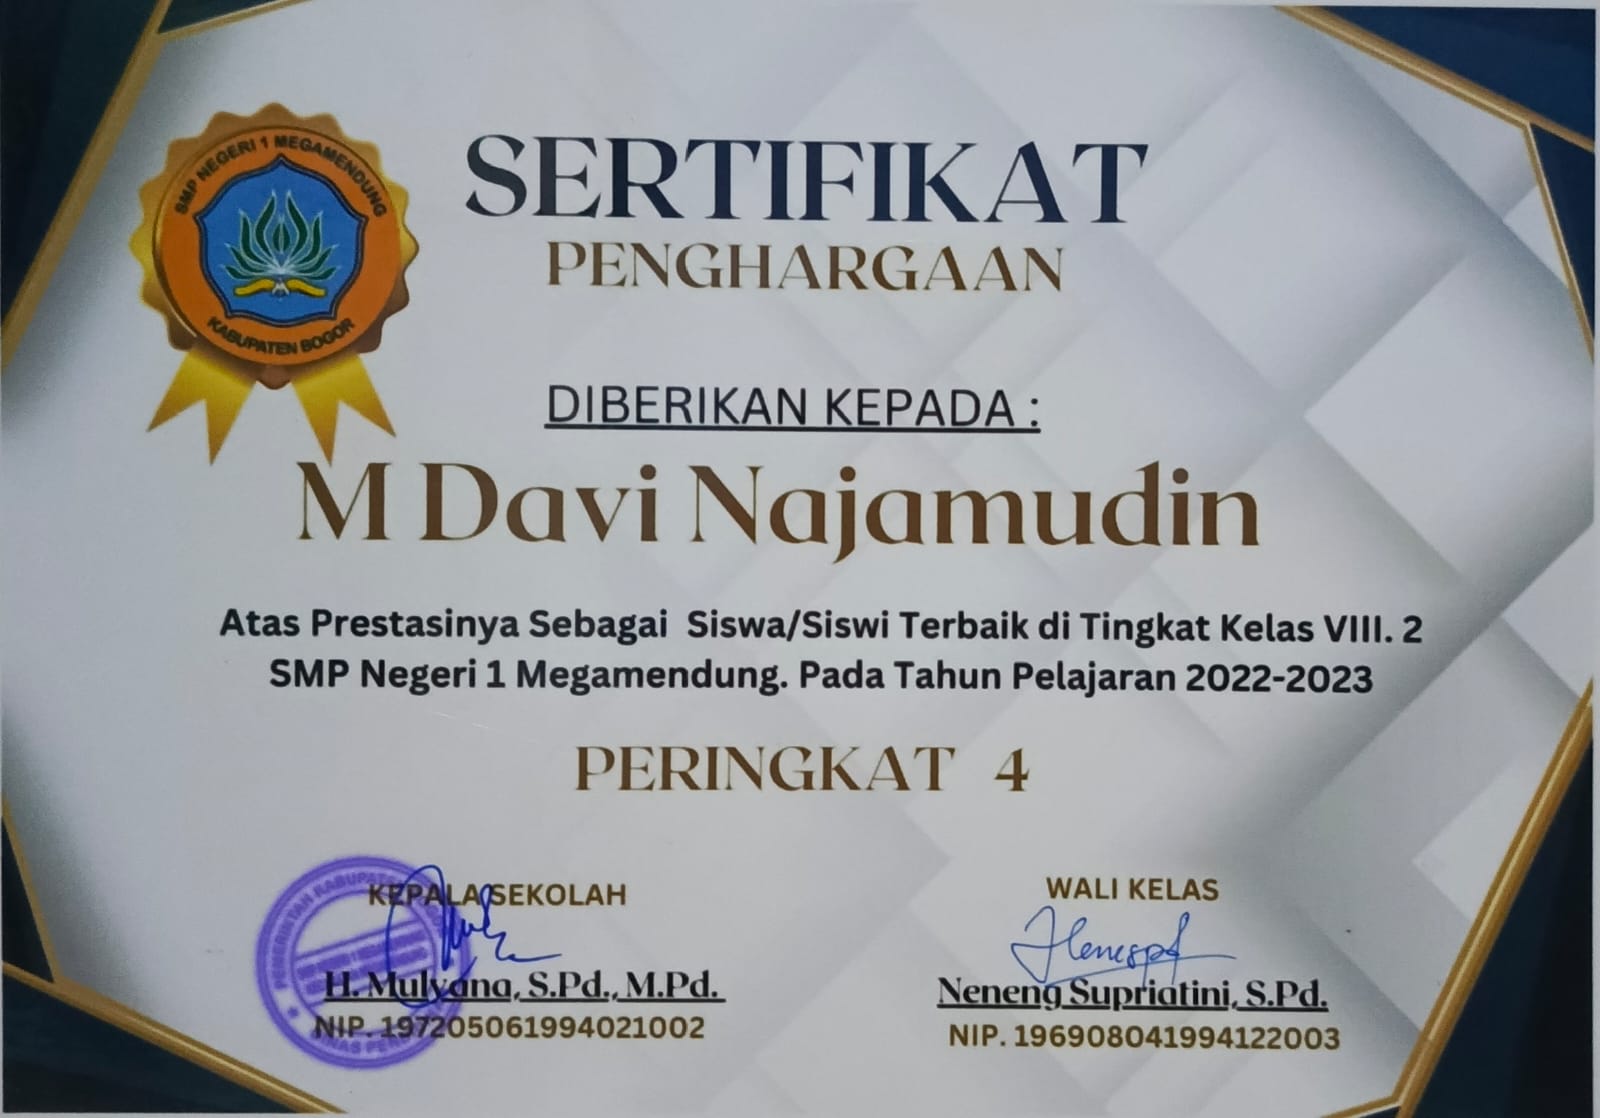 SMP NEGERI 1 MEGAMENDUNG
KABUPATEN BOGOR
SERTIFIKAT
PENGHARGAAN
DIBERIKAN KEPADA :
M Davi Najamudin
Atas Prestasinya Sebagai Siswa/Siswi Terbaik di Tingkat Kelas VIII. 2
SMP Negeri 1 Megamendung. Pada Tahun Pelajaran 2022-2023
PERINGKAT 4
KEPALA SEKOLAH
PEMERINTAH KABUPATEN
H. Mulyana, S.Pd., M.Pd.
NIP. 197205061994021002
WALI KELAS
Neneng Supriatini, S.Pd.
NIP. 196908041994122003